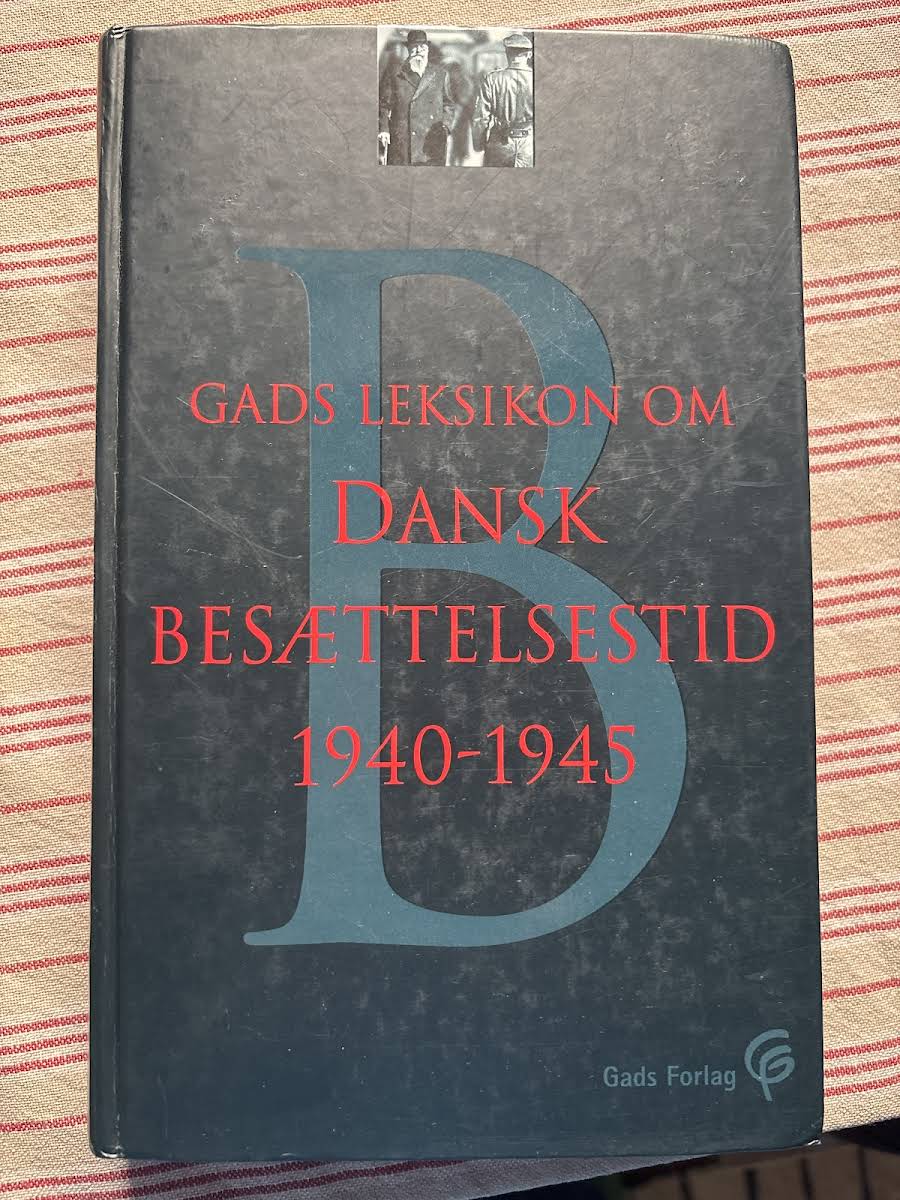 GADS LEKSIKON OM
DANSK
BESÆTTELSESTID
1940-1945
Gads Forlag